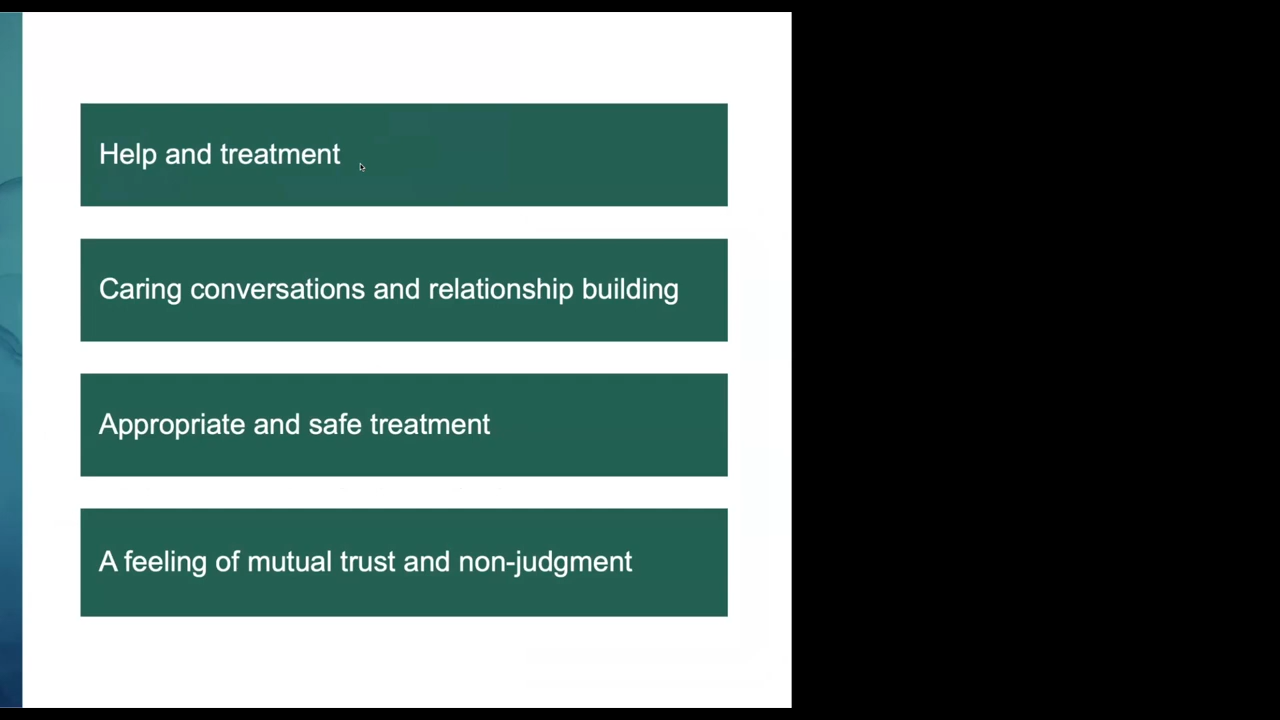 Help and treatment
Caring conversations and relationship building
Appropriate and safe treatment
A feeling of mutual trust and non-judgment